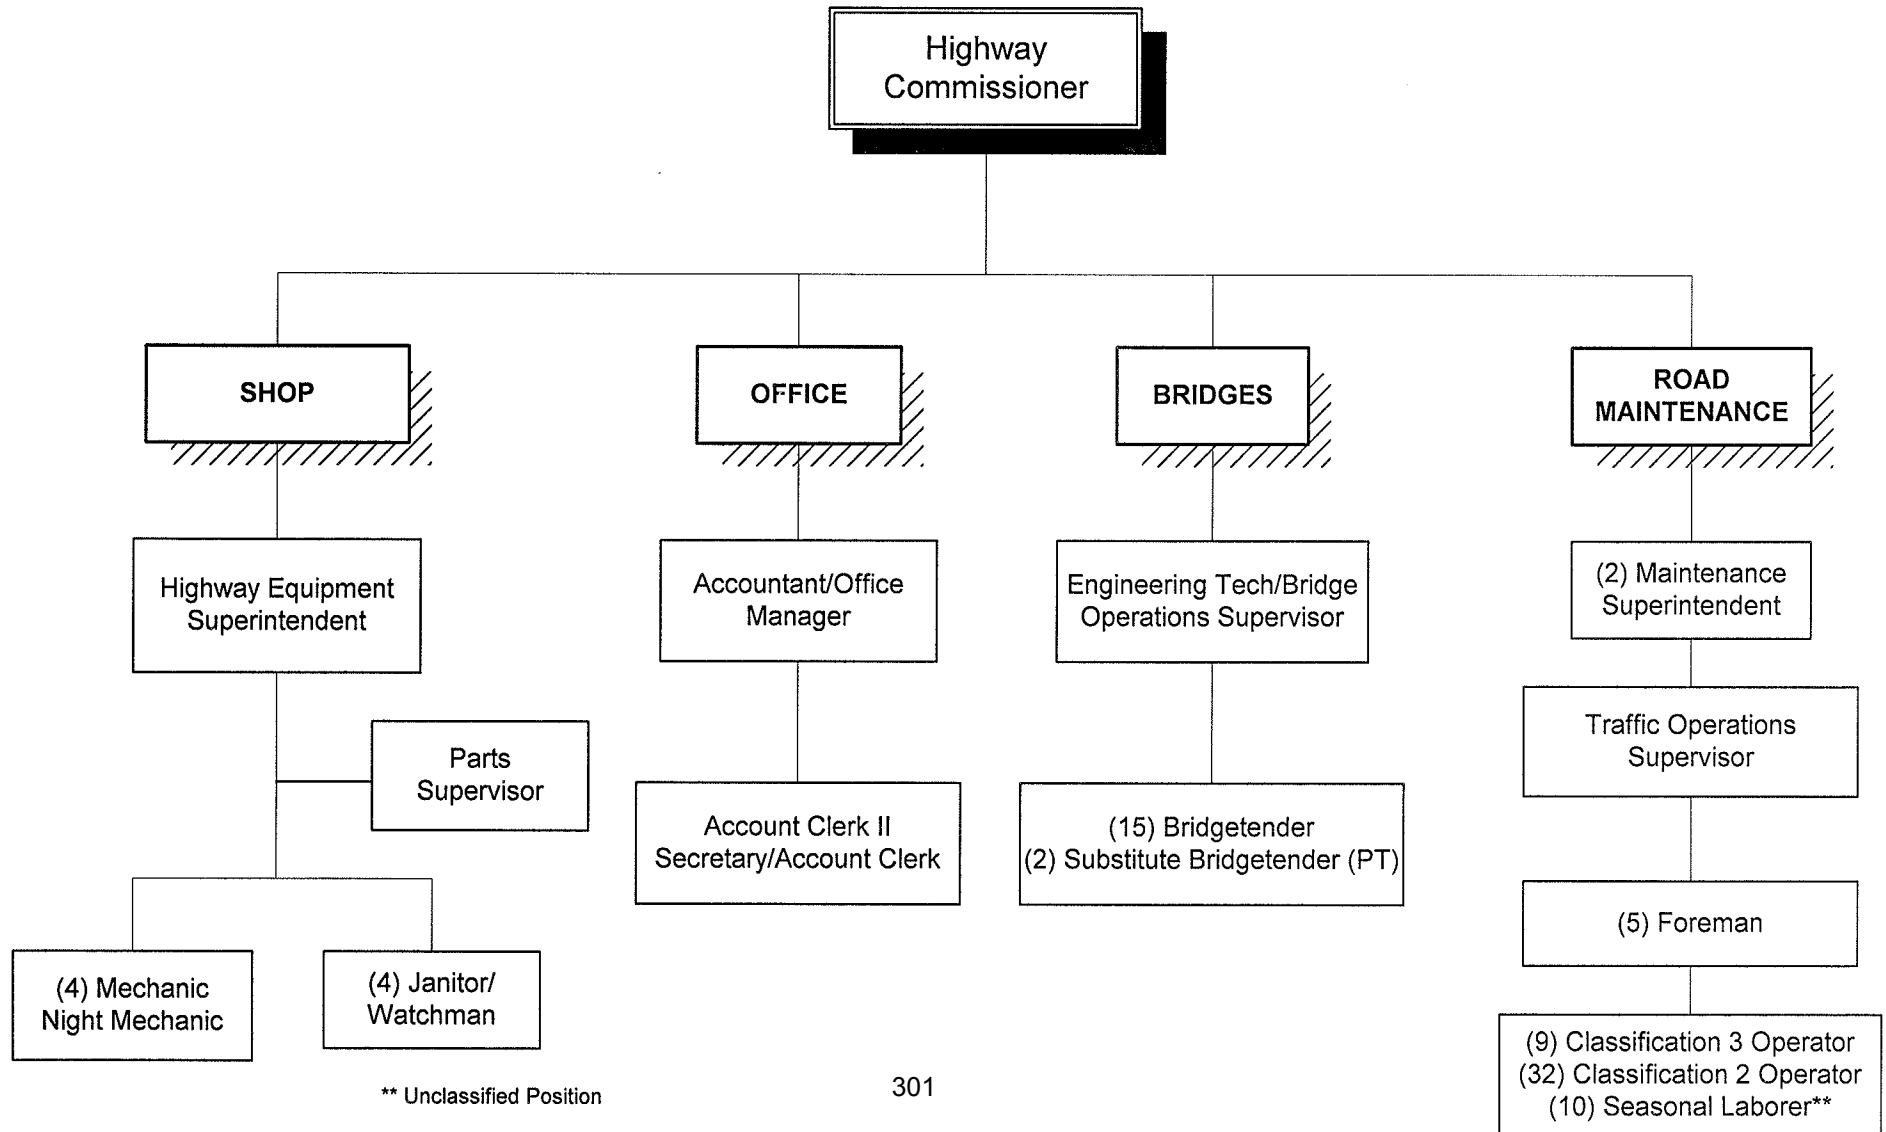 Highway
Commissioner
SHOP
OFFICE
BRIDGES
ROAD
MAINTENANCE
Highway Equipment
Superintendent
Accountant/Office
Manager
Engineering Tech/Bridge
Operations Supervisor
(2) Maintenance
Superintendent
Parts
Supervisor
Traffic Operations
Supervisor
Account Clerk II
Secretary/Account Clerk
(15) Bridgetender
(2) Substitute Bridgetender (PT)
(5) Foreman
(4) Mechanic
Night Mechanic
(4) Janitor/
Watchman
(9) Classification 3 Operator
(32) Classification 2 Operator
(10) Seasonal Laborer**
** Unclassified Position
301